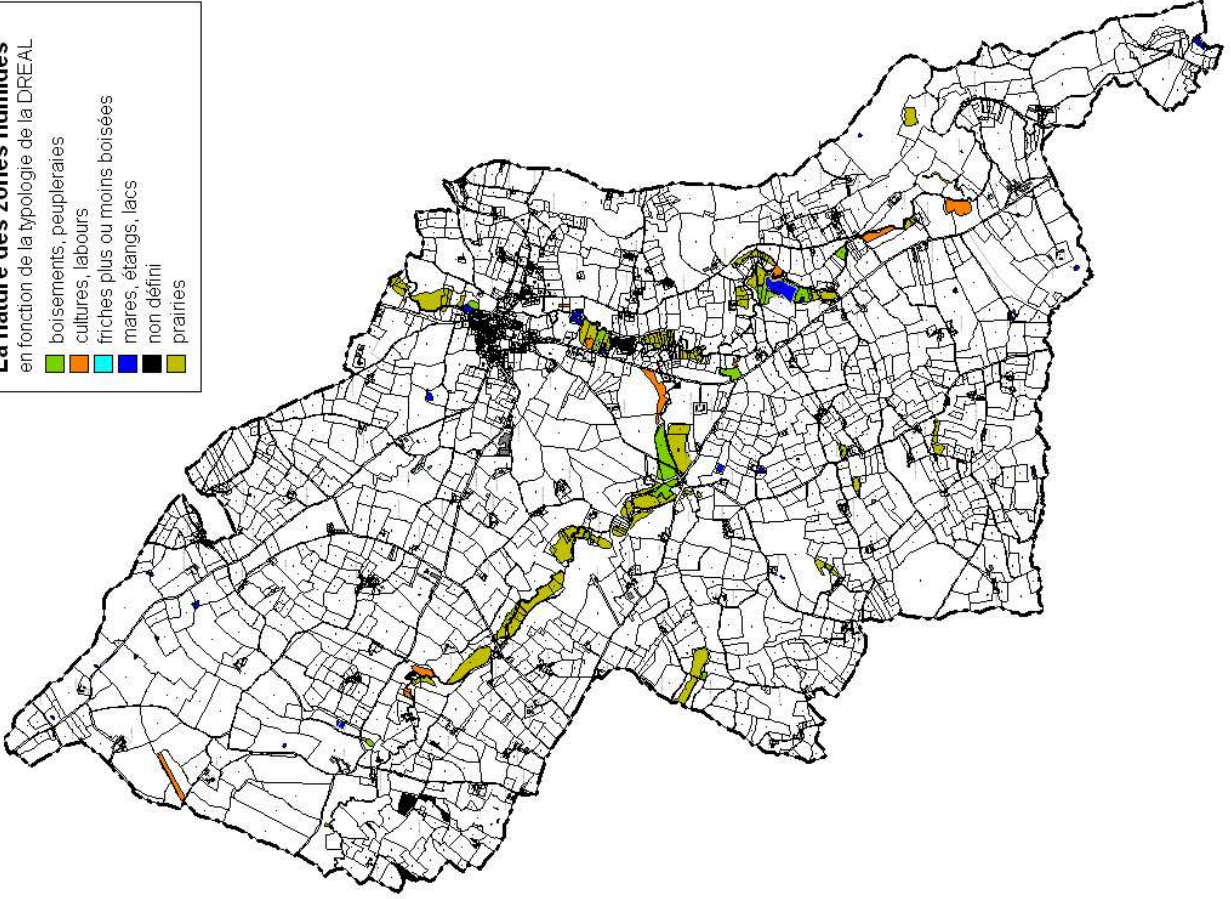 La nature des zones humides
en fonction de la typologie de la DREAL
boisements, peupleraies
cultures, labours
friches plus ou moins boisées
mares, étangs, lacs
non défini
prairies